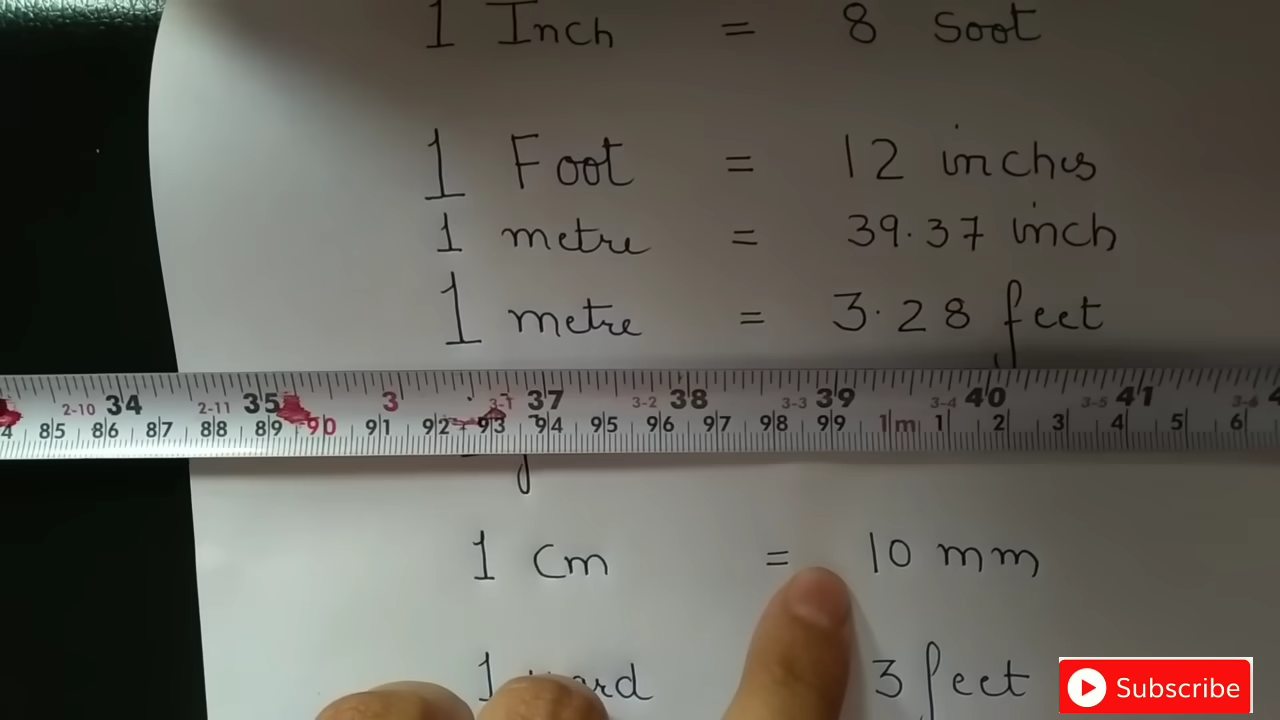 1 Inch = 8 Soot
1 Foot = 12 inches
1 metre = 39.37 inch
1 metre = 3.28 feet
2-10 34 2-11 35 3 3-1 37 3-2 38 3-3 39 3-4 40 3-5 41 3-6
4 85 86 87 88 89 90 91 92 93 94 95 96 97 98 99 1m 1 2 3 4 5 6
1 Cm = 10 mm
1 3 feet
Subscribe